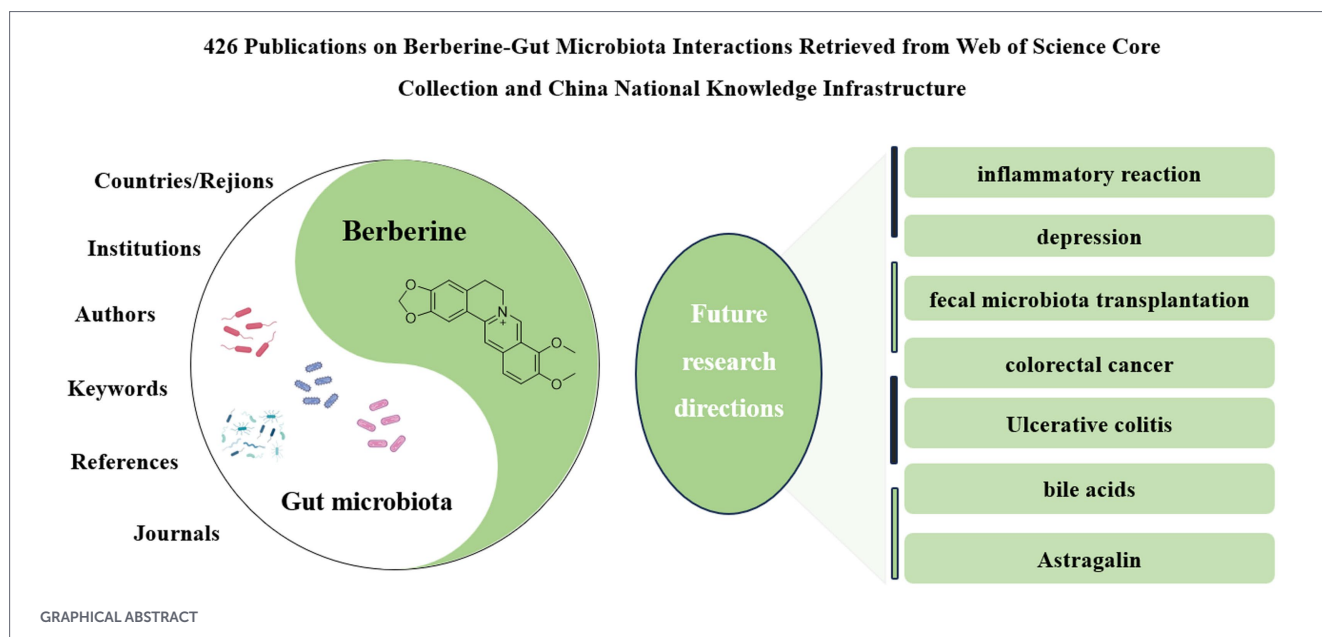 426 Publications on Berberine-Gut Microbiota Interactions Retrieved from Web of Science Core
Collection and China National Knowledge Infrastructure
Countries/Rejions
Institutions
Authors
Keywords
References
Journals
Berberine
O
O
N
+
O
O
Gut microbiota
Future
research
directions
inflammatory reaction
depression
fecal microbiota transplantation
colorectal cancer
Ulcerative colitis
bile acids
Astragalin
GRAPHICAL ABSTRACT